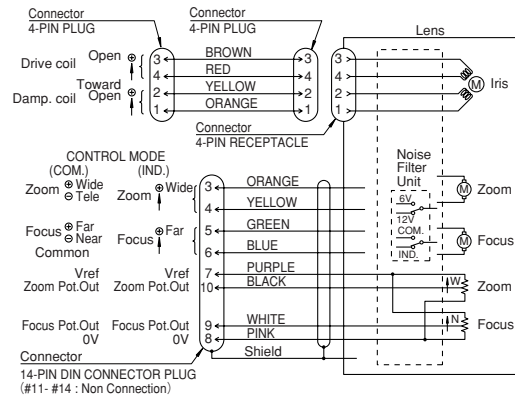 Connector
4-PIN PLUG
Connector
4-PIN PLUG
Lens
Drive coil
Open
⊕
3
4
2
1
BROWN
RED
YELLOW
ORANGE
3
4
2
1
3
4
2
1
M
Iris
Damp. coil
Toward
Open
⊕
Connector
4-PIN RECEPTACLE
CONTROL MODE
(COM.) (IND.)
Zoom ⊕ Wide
⊖ Tele
Zoom ⊕ Wide
Focus ⊕ Far
⊖ Near
Common
Focus ⊕ Far
Vref
Zoom Pot.Out
Vref
Zoom Pot.Out
Focus Pot.Out
0V
Focus Pot.Out
0V
3 ORANGE
4 YELLOW
5 GREEN
6 BLUE
7 PURPLE
10 BLACK
9 WHITE
8 PINK
Shield
Noise
Filter
Unit
6V
12V
COM.
IND.
M Zoom
M Focus
W Zoom
N Focus
Connector
14-PIN DIN CONNECTOR PLUG
(#11- #14 : Non Connection)